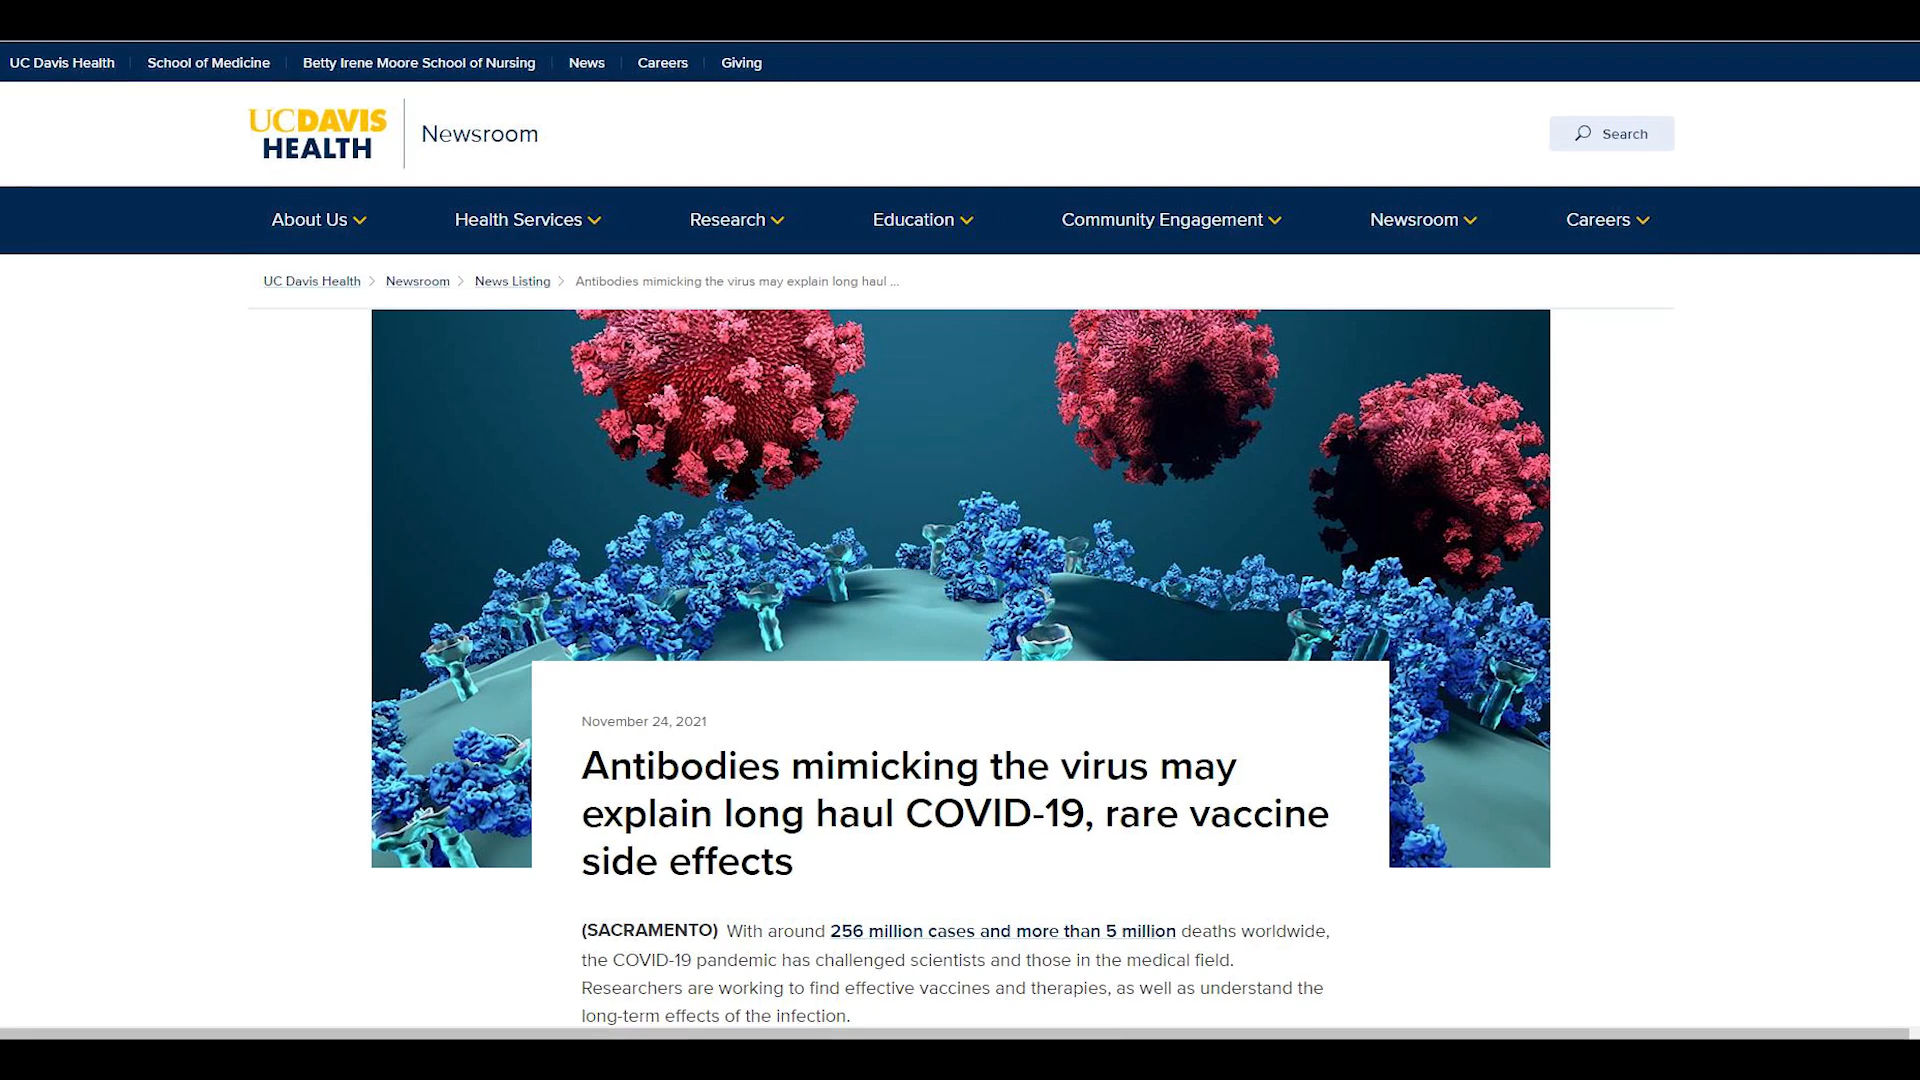 UC Davis Health School of Medicine Betty Irene Moore School of Nursing News Careers Giving
UCDAVIS
HEALTH
Newsroom
Search
About Us Health Services Research Education Community Engagement Newsroom Careers
UC Davis Health Newsroom News Listing Antibodies mimicking the virus may explain long haul ...
November 24, 2021
Antibodies mimicking the virus may
explain long haul COVID-19, rare vaccine
side effects
(SACRAMENTO) With around 256 million cases and more than 5 million deaths worldwide,
the COVID-19 pandemic has challenged scientists and those in the medical field.
Researchers are working to find effective vaccines and therapies, as well as understand the
long-term effects of the infection.